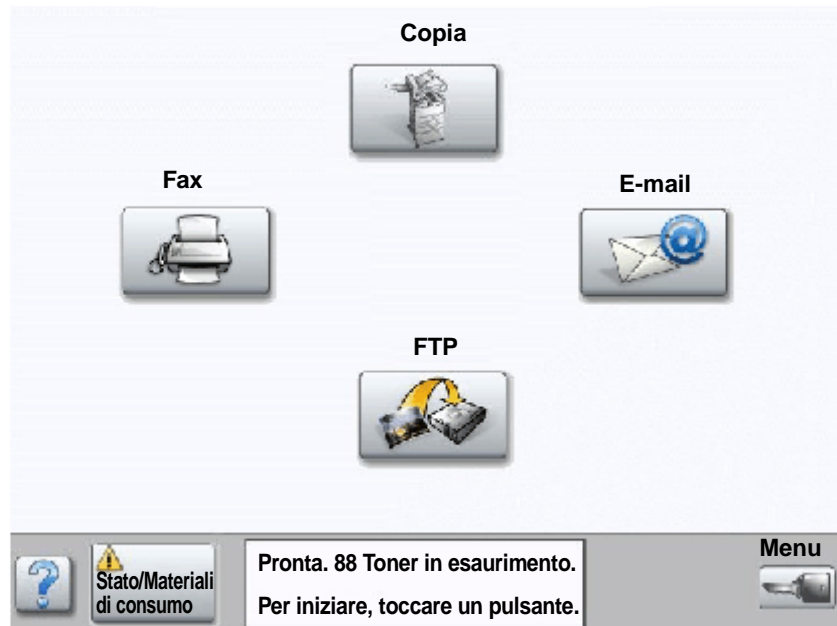 Copia
Fax
E-mail
FTP
Stato/Materiali
di consumo
Pronta. 88 Toner in esaurimento.
Per iniziare, toccare un pulsante.
Menu